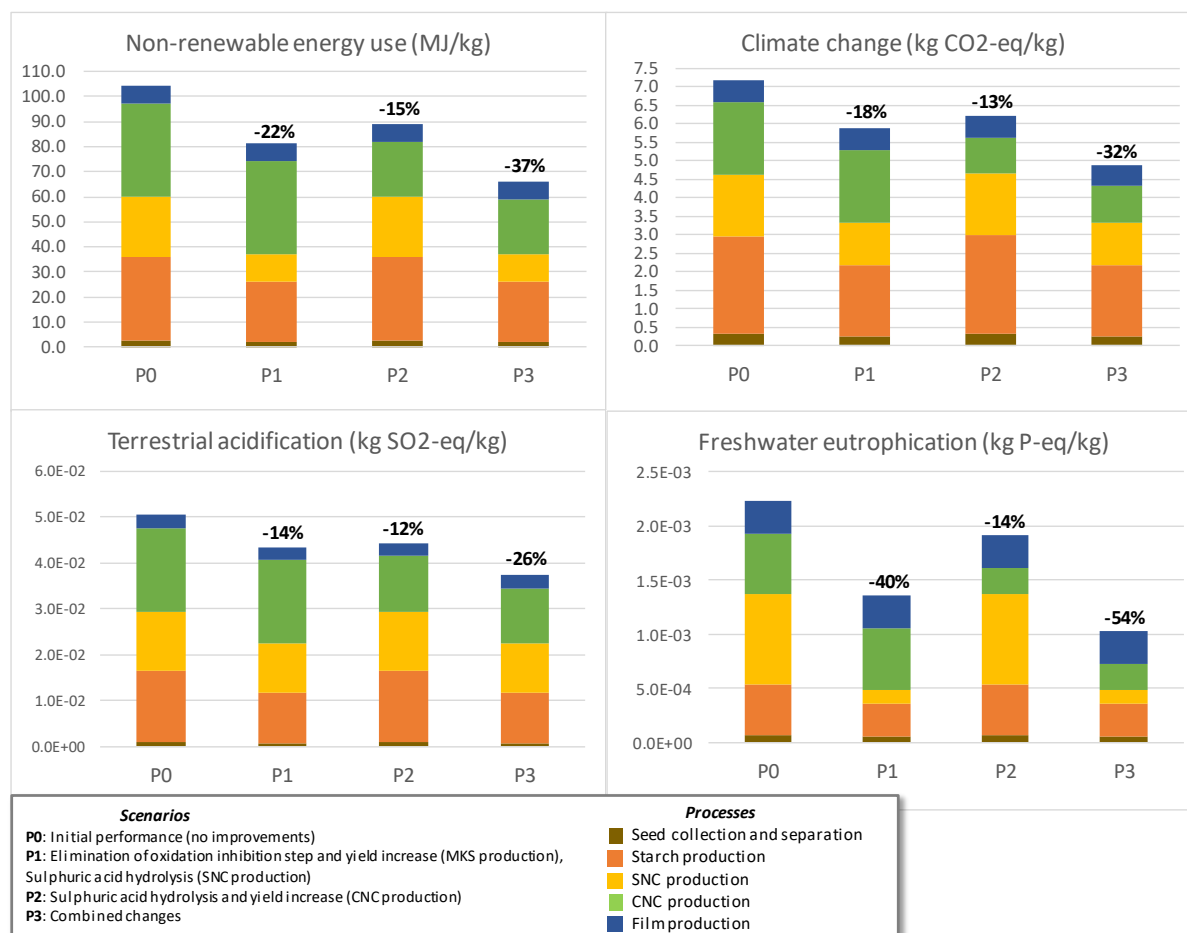 Non-renewable energy use (MJ/kg)
110.0
100.0
90.0
80.0
70.0
60.0
50.0
40.0
30.0
20.0
10.0
0.0
-22%
-15%
-37%
P0 P1 P2 P3
Climate change (kg CO2-eq/kg)
7.5
7.0
6.5
6.0
5.5
5.0
4.5
4.0
3.5
3.0
2.5
2.0
1.5
1.0
0.5
0.0
-18%
-13%
-32%
P0 P1 P2 P3
Terrestrial acidification (kg SO2-eq/kg)
6.0E-02
5.0E-02
4.0E-02
3.0E-02
2.0E-02
1.0E-02
0.0E+00
-14%
-12%
-26%
P0 P1 P2 P3
Freshwater eutrophication (kg P-eq/kg)
2.5E-03
2.0E-03
1.5E-03
1.0E-03
5.0E-04
0.0E+00
-40%
-14%
-54%
P0 P1 P2 P3
Scenarios
P0: Initial performance (no improvements)
P1: Elimination of oxidation inhibition step and yield increase (MKS production),
Sulphuric acid hydrolysis (SNC production)
P2: Sulphuric acid hydrolysis and yield increase (CNC production)
P3: Combined changes
Processes
Seed collection and separation
Starch production
SNC production
CNC production
Film production